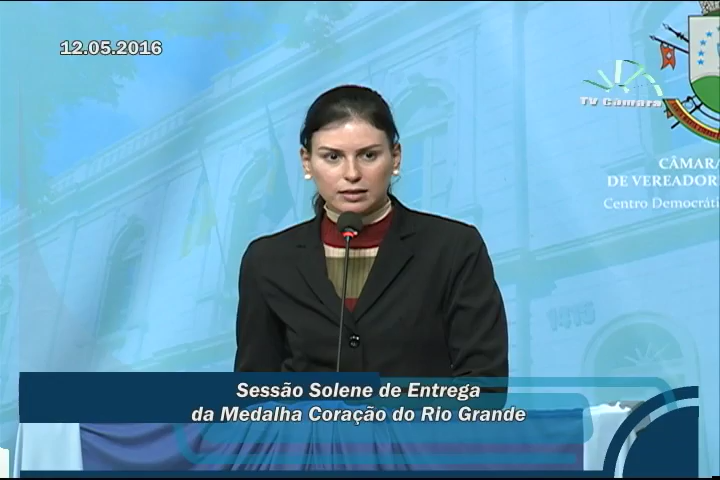 12.05.2016
TV Câmara
CÂMARA
DE VEREADOR
Centro Democráti
1415
Sessão Solene de Entrega
da Medalha Coração do Rio Grande